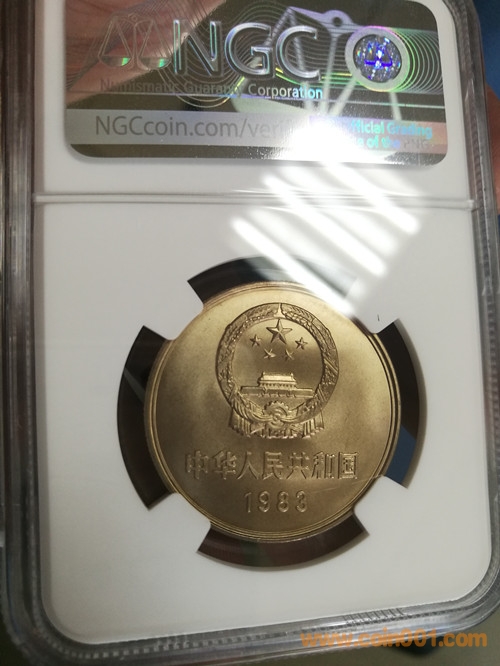 NGC
Numismatic Guaranty Corporation
NGCcoin.com/verif
Official Grading
中华人民共和国
1983
www.coin001.com